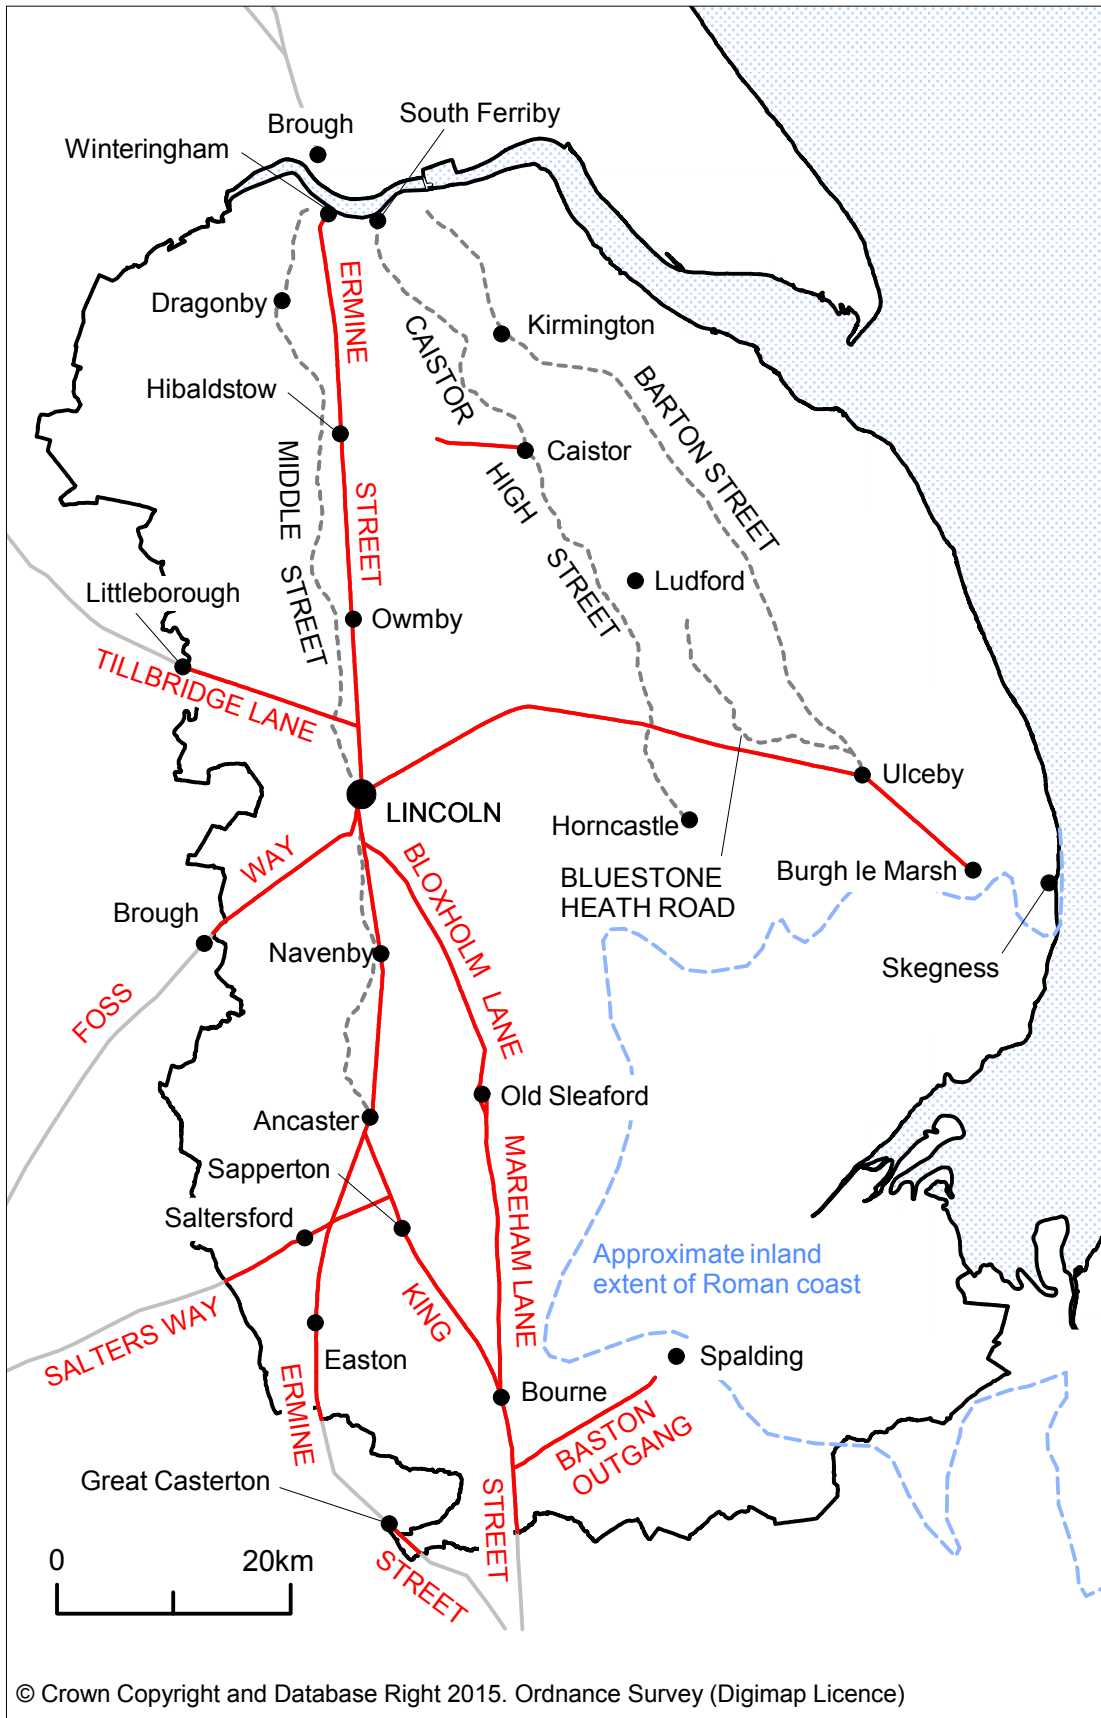 South Ferriby
Brough
Winteringham
ERMINE
Dragonby
CAISTOR
Kirmington
Hibaldstow
BARTON STREET
MIDDLE
Caistor
HIGH
STREET
STREET
STREET
Ludford
Littleborough
Owmby
TILLBRIDGE LANE
Ulceby
LINCOLN
Horncastle
WAY
BLOXHOLM LANE
BLUESTONE
HEATH ROAD
Burgh le Marsh
Brough
Navenby
Skegness
FOSS
Old Sleaford
Ancaster
Sapperton
MAREHAM LANE
Saltersford
Approximate inland
extent of Roman coast
KING
SALTERS WAY
Easton
Spalding
ERMINE
Bourne
BASTON
OUTGANG
Great Casterton
STREET
STREET
0 20km
© Crown Copyright and Database Right 2015. Ordnance Survey (Digimap Licence)